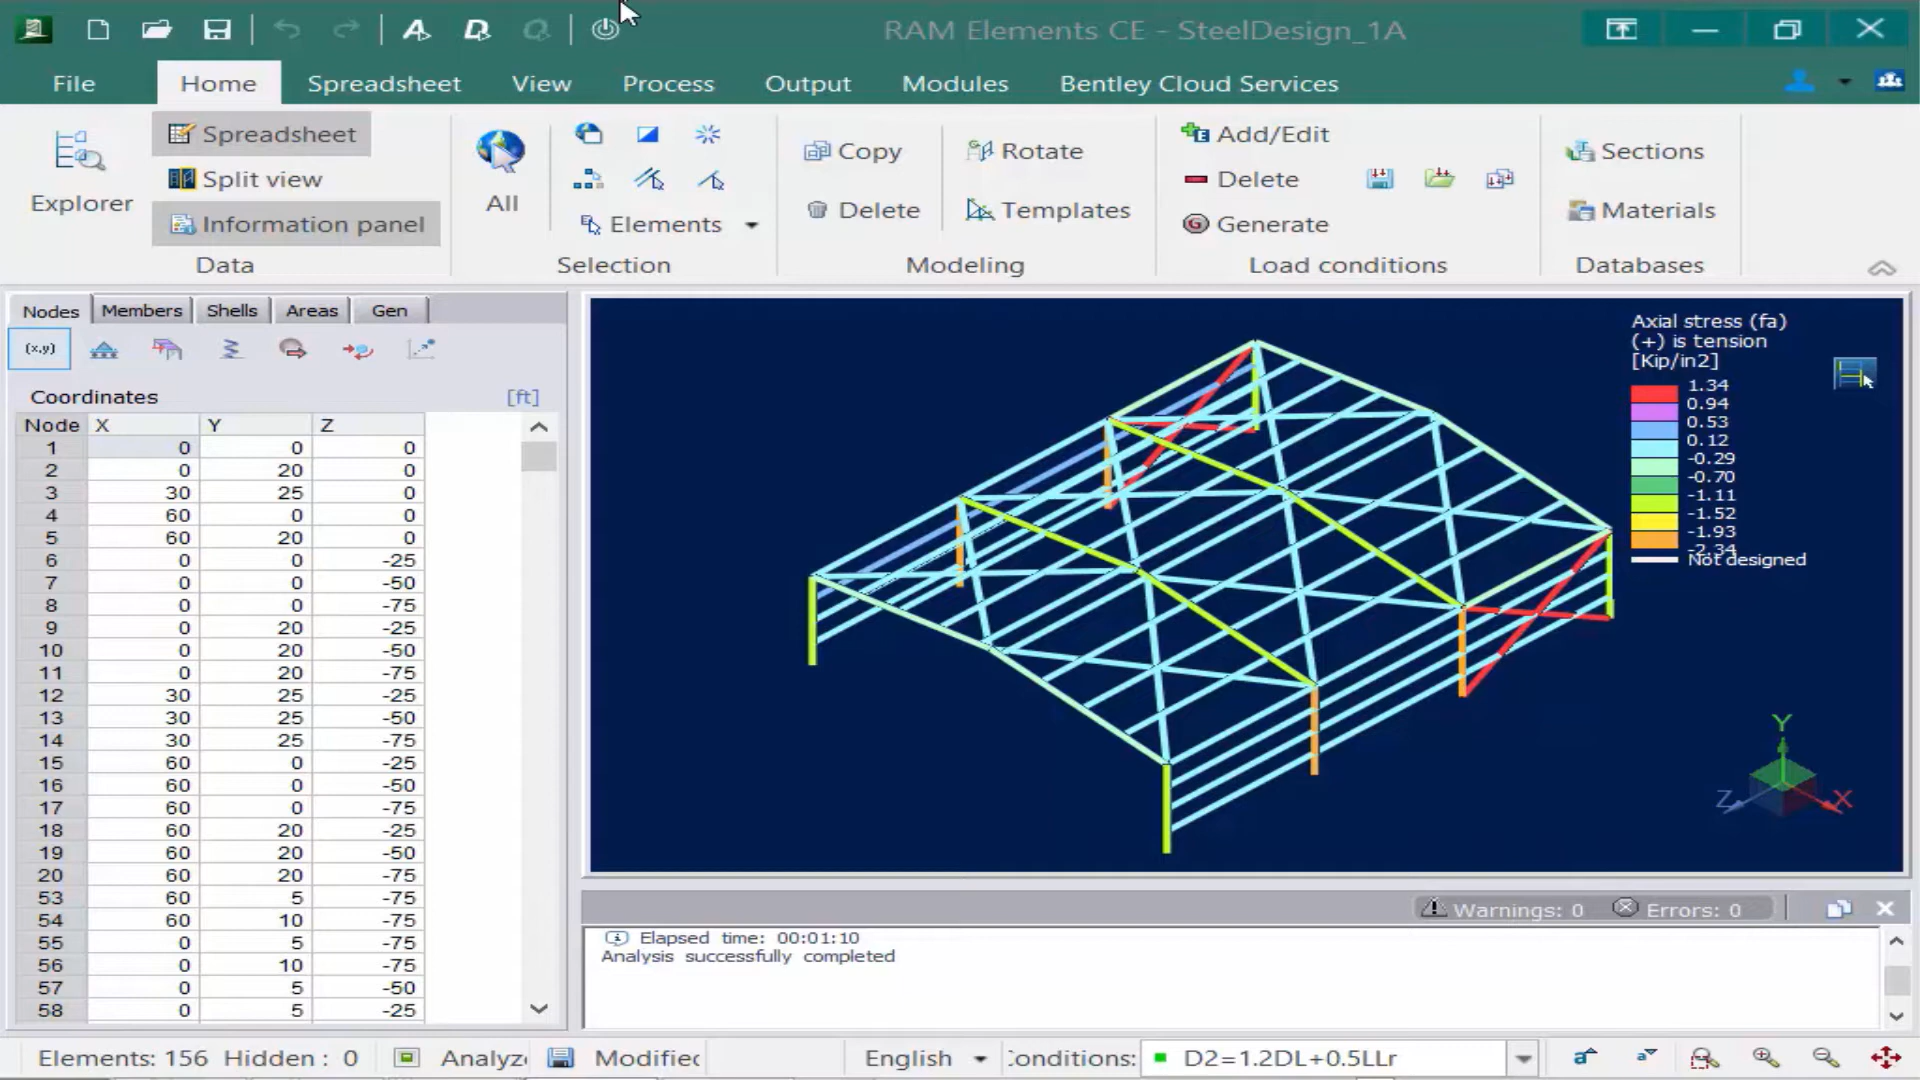 RAM Elements CE - SteelDesign_1A
File Home Spreadsheet View Process Output Modules Bentley Cloud Services
Explorer
Spreadsheet
Split view
Information panel
Data
All
Elements
Selection
Copy
Delete
Rotate
Templates
Modeling
Add/Edit
Delete
Generate
Load conditions
Sections
Materials
Databases
Nodes Members Shells Areas Gen
(x,y)
Coordinates [ft]
Node X Y Z
1 0 0 0
2 0 20 0
3 30 25 0
4 60 0 0
5 60 20 0
6 0 0 -25
7 0 0 -50
8 0 0 -75
9 0 20 -25
10 0 20 -50
11 0 20 -75
12 30 25 -25
13 30 25 -50
14 30 25 -75
15 60 0 -25
16 60 0 -50
17 60 0 -75
18 60 20 -25
19 60 20 -50
20 60 20 -75
53 60 5 -75
54 60 10 -75
55 0 5 -75
56 0 10 -75
57 0 5 -50
58 0 5 -25
Axial stress (fa)
(+) is tension
[Kip/in2]
1.34
0.94
0.53
0.12
-0.29
-0.70
-1.11
-1.52
-1.93
-2.34
Not designed
Y
Z X
Warnings: 0 Errors: 0
Elapsed time: 00:01:10
Analysis successfully completed
Elements: 156 Hidden : 0 Analyze Modified English Conditions: D2=1.2DL+0.5LLr